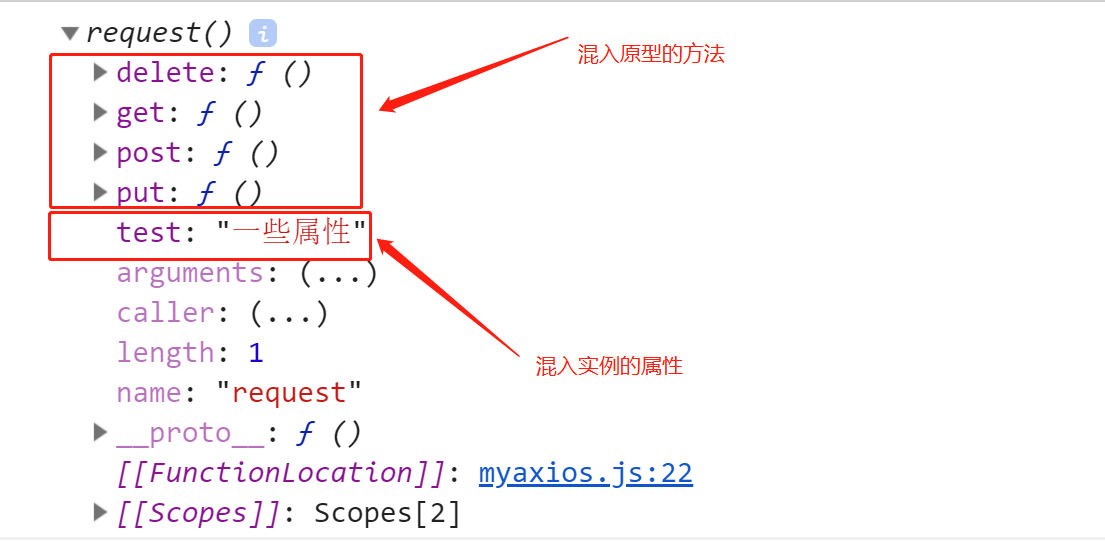 request() i
混入原型的方法
delete: ƒ ()
get: ƒ ()
post: ƒ ()
put: ƒ ()
test: "一些属性"
arguments: (...)
caller: (...)
length: 1
混入实例的属性
name: "request"
__proto__: ƒ ()
[[FunctionLocation]]: myaxios.js:22
[[Scopes]]: Scopes[2]